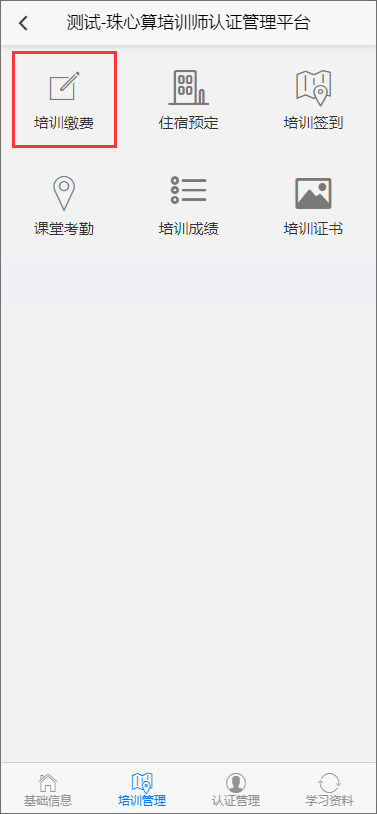 测试-珠心算培训师认证管理平台
培训缴费
住宿预定
培训签到
课堂考勤
培训成绩
培训证书
基础信息
培训管理
认证管理
学习资料